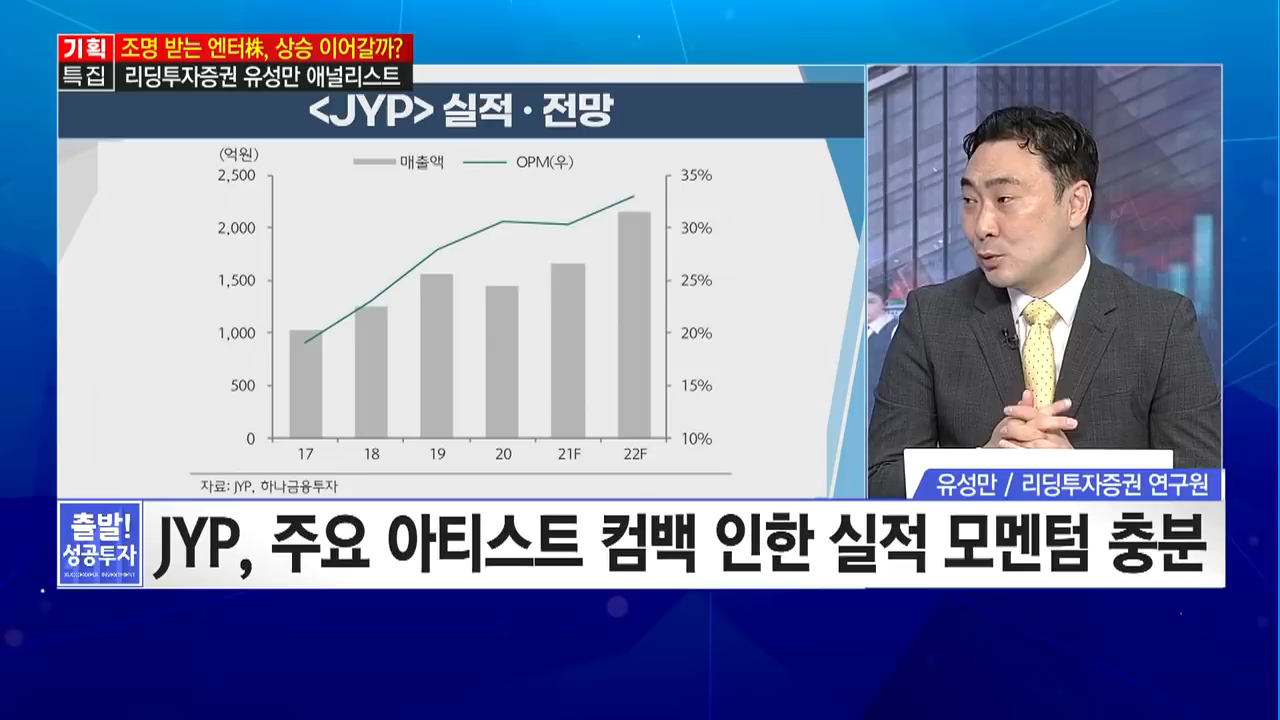 기획
특집
조명 받는 엔터株, 상승 이어갈까?
리딩투자증권 유성만 애널리스트
<JYP> 실적·전망
(억원)
매출액
OPM(우)
2,500
2,000
1,500
1,000
500
0
35%
30%
25%
20%
15%
10%
17
18
19
20
21F
22F
자료: JYP, 하나금융투자
유성만 / 리딩투자증권 연구원
출발!
성공투자
SUCCESSFUL INVESTMENT
JYP, 주요 아티스트 컴백 인한 실적 모멘텀 충분